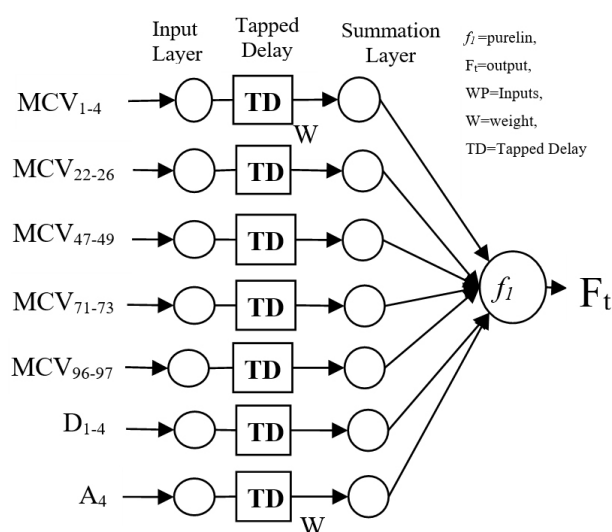 Input
Layer
Tapped
Delay
Summation
Layer
f1=purelin,
Ft=output,
WP=Inputs,
W=weight,
TD=Tapped Delay
MCV1-4
TD
W
MCV22-26
TD
MCV47-49
TD
MCV71-73
TD
MCV96-97
TD
D1-4
TD
A4
TD
W
f1
Ft